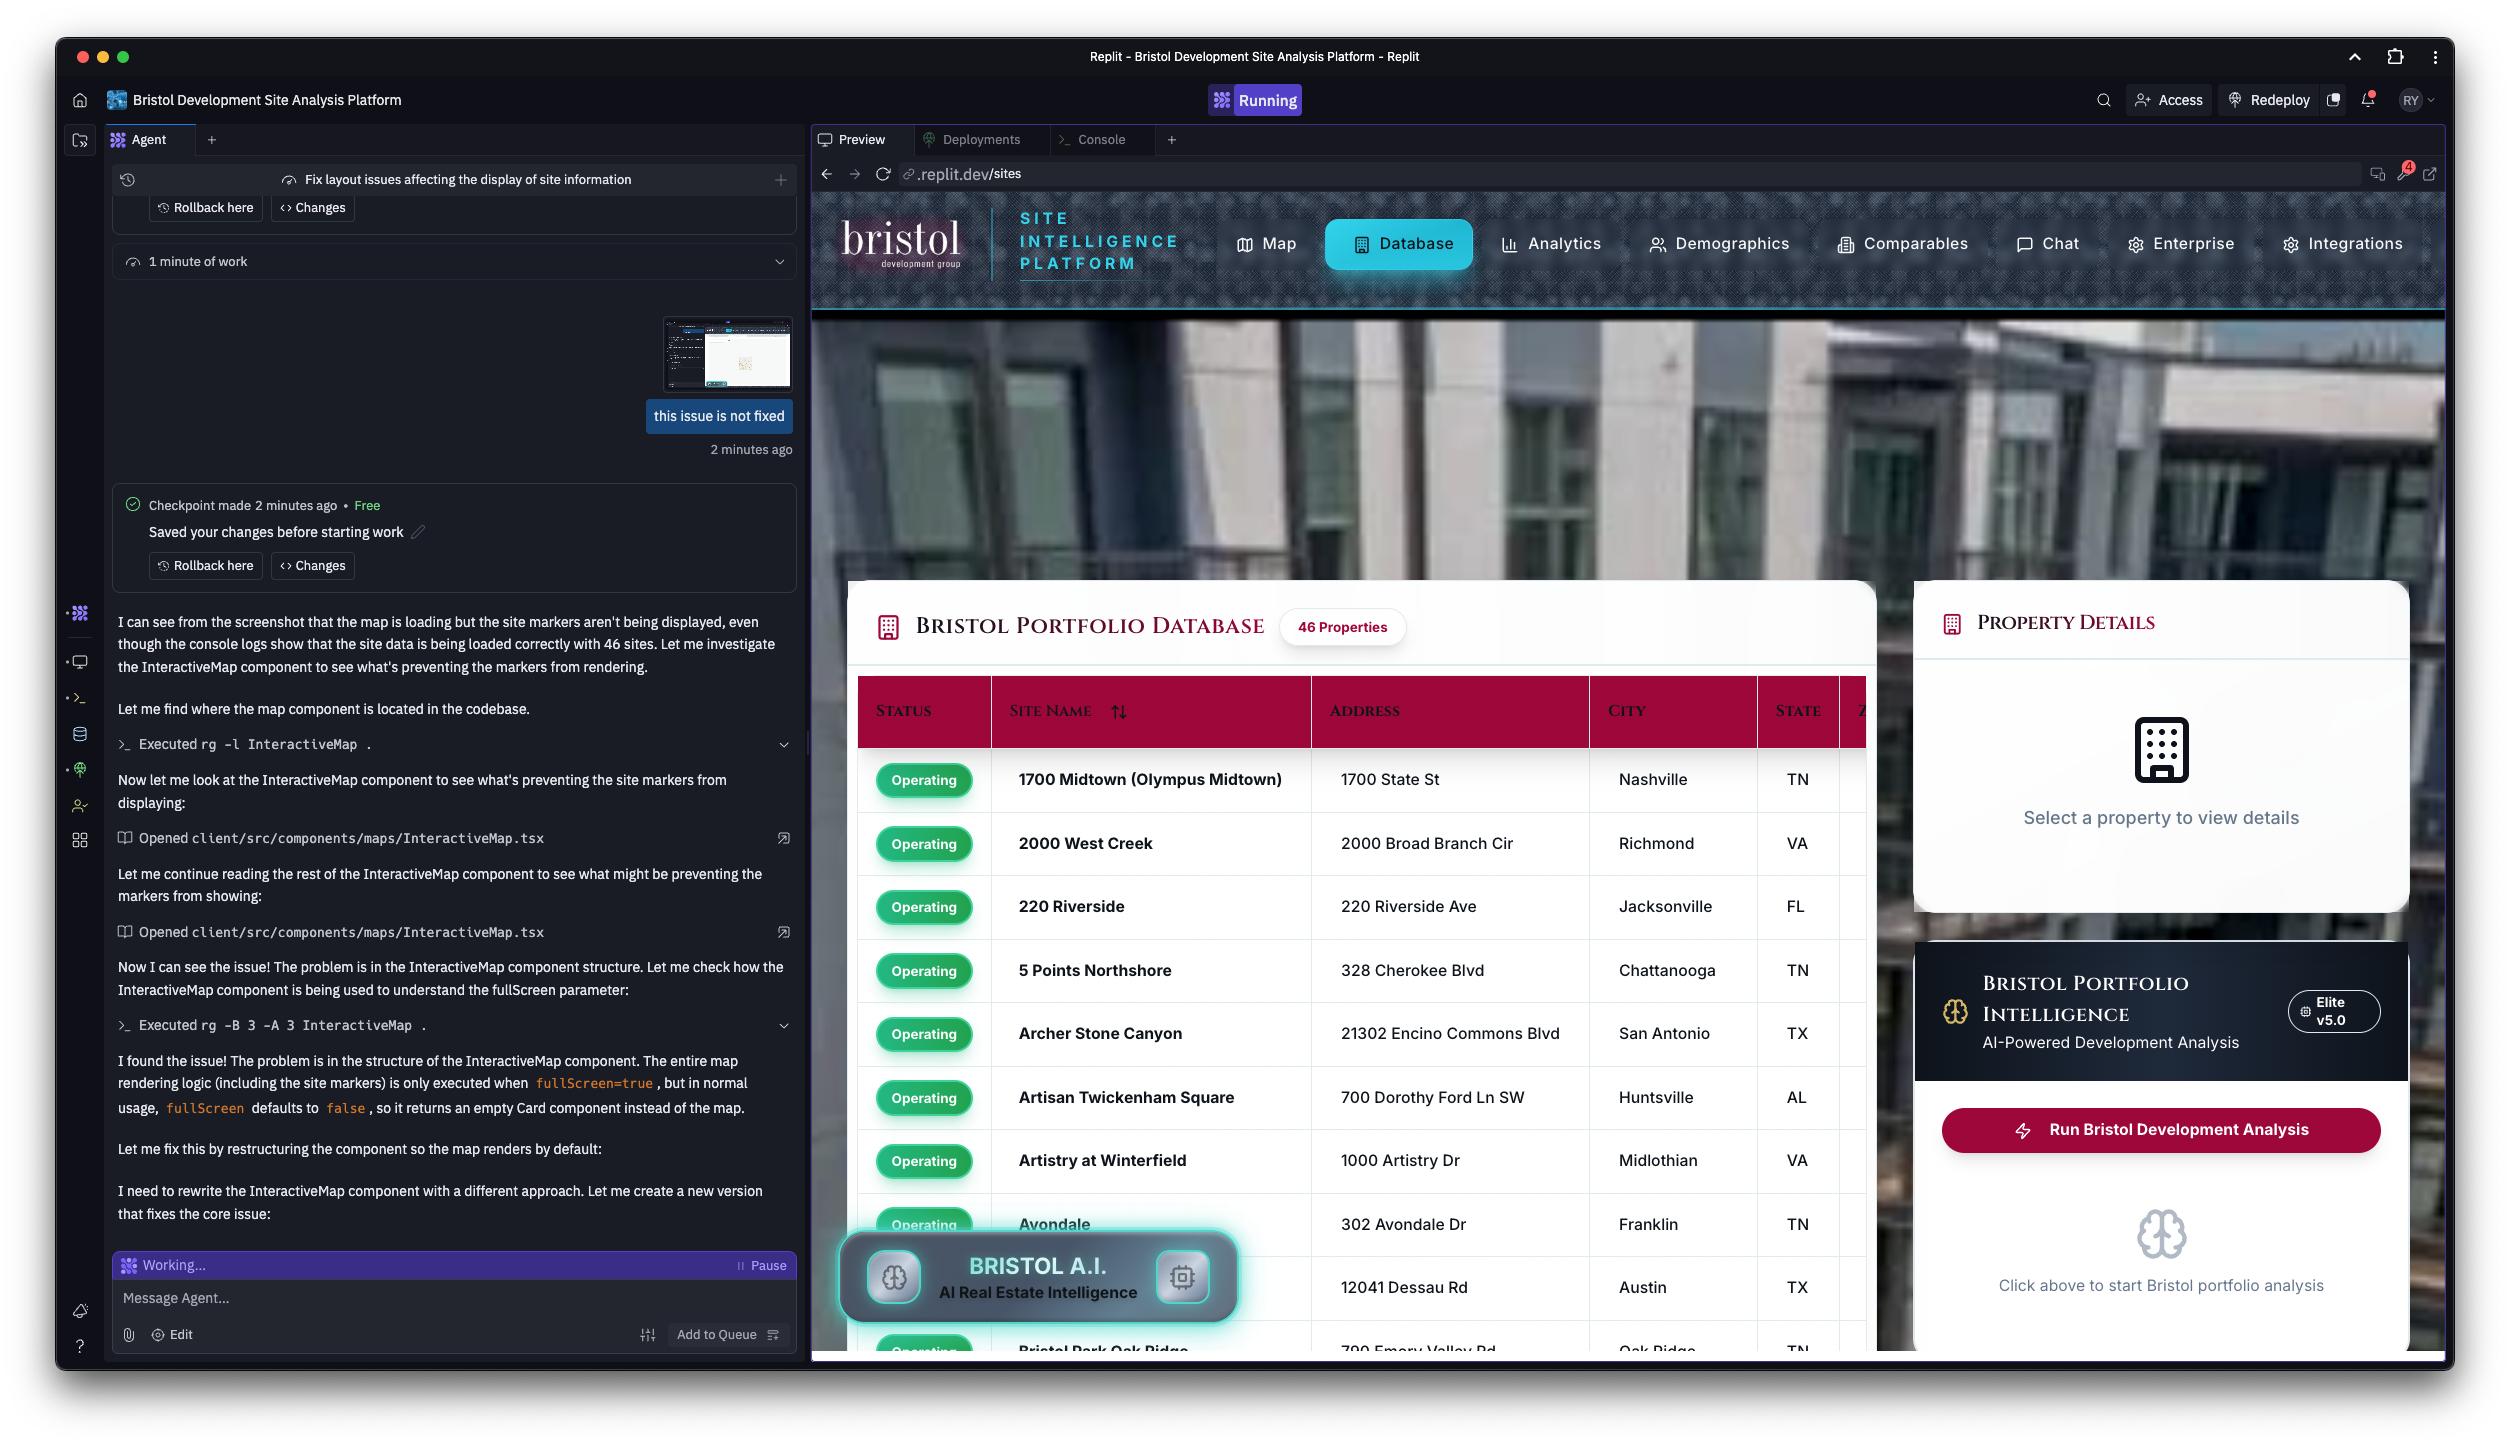 Replit - Bristol Development Site Analysis Platform - Replit
Bristol Development Site Analysis Platform
Running
Access
Redeploy
RY
Agent
Fix layout issues affecting the display of site information
Rollback here
Changes
1 minute of work
this issue is not fixed
2 minutes ago
Checkpoint made 2 minutes ago • Free
Saved your changes before starting work
Rollback here
Changes
I can see from the screenshot that the map is loading but the site markers aren't being displayed, even
though the console logs show that the site data is being loaded correctly with 46 sites. Let me investigate
the InteractiveMap component to see what's preventing the markers from rendering.
Let me find where the map component is located in the codebase.
Executed rg -l InteractiveMap .
Now let me look at the InteractiveMap component to see what's preventing the site markers from
displaying:
Opened client/src/components/maps/InteractiveMap.tsx
Let me continue reading the rest of the InteractiveMap component to see what might be preventing the
markers from showing:
Opened client/src/components/maps/InteractiveMap.tsx
Now I can see the issue! The problem is in the InteractiveMap component structure. Let me check how the
InteractiveMap component is being used to understand the fullScreen parameter:
Executed rg -B 3 -A 3 InteractiveMap .
I found the issue! The problem is in the structure of the InteractiveMap component. The entire map
rendering logic (including the site markers) is only executed when fullScreen=true , but in normal
usage, fullScreen defaults to false , so it returns an empty Card component instead of the map.
Let me fix this by restructuring the component so the map renders by default:
I need to rewrite the InteractiveMap component with a different approach. Let me create a new version
that fixes the core issue:
Working...
Pause
Message Agent...
Edit
Add to Queue
?
Preview
Deployments
Console
.replit.dev/sites
4
bristol
development group
SITE
INTELLIGENCE
PLATFORM
Map
Database
Analytics
Demographics
Comparables
Chat
Enterprise
Integrations
Bristol Portfolio Database
46 Properties
Status
Site Name
Address
City
State
Z
Operating 1700 Midtown (Olympus Midtown) 1700 State St Nashville TN
Operating 2000 West Creek 2000 Broad Branch Cir Richmond VA
Operating 220 Riverside 220 Riverside Ave Jacksonville FL
Operating 5 Points Northshore 328 Cherokee Blvd Chattanooga TN
Operating Archer Stone Canyon 21302 Encino Commons Blvd San Antonio TX
Operating Artisan Twickenham Square 700 Dorothy Ford Ln SW Huntsville AL
Operating Artistry at Winterfield 1000 Artistry Dr Midlothian VA
Operating Avondale 302 Avondale Dr Franklin TN
12041 Dessau Rd Austin TX
Operating Bristol Park Oak Ridge 790 Emory Valley Rd Oak Ridge TN
BRISTOL A.I.
AI Real Estate Intelligence
Property Details
Select a property to view details
Bristol Portfolio
Intelligence
AI-Powered Development Analysis
Elite
v5.0
Run Bristol Development Analysis
Click above to start Bristol portfolio analysis